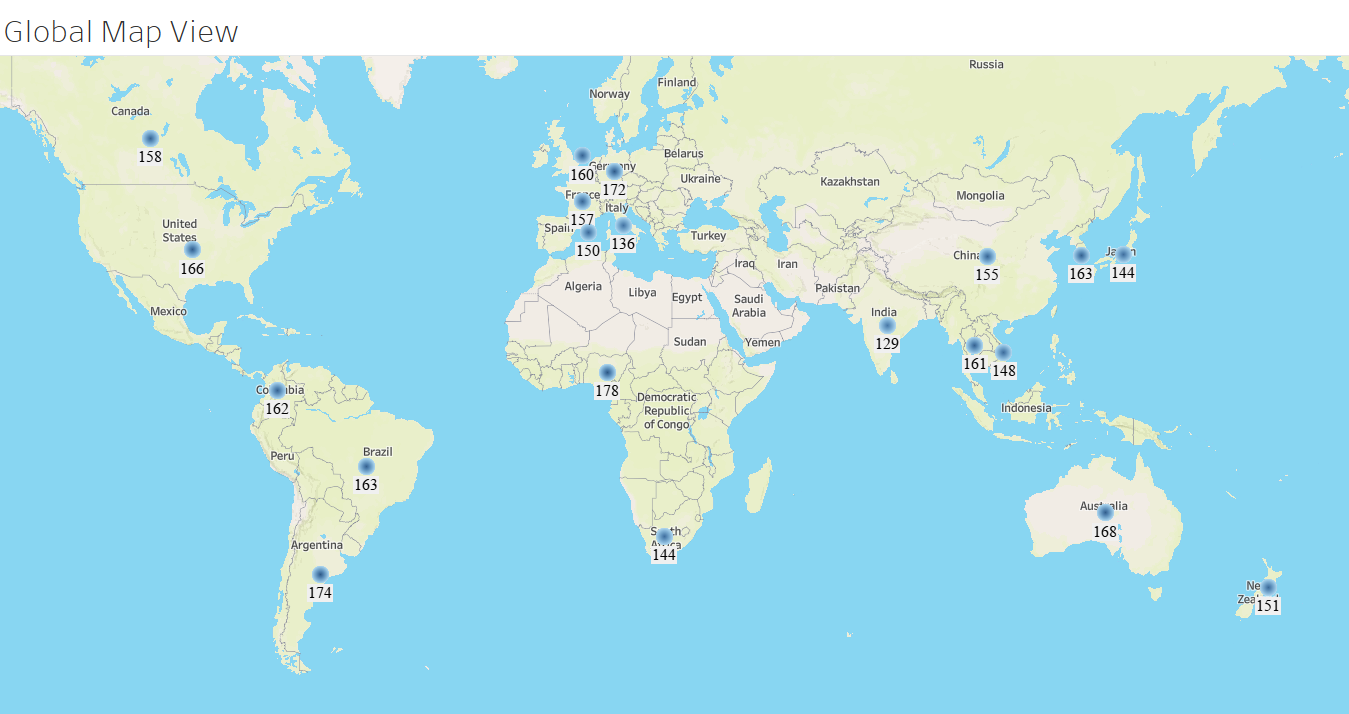 Global Map View
Russia
Finland
Norway
Canada
158
Belarus
160
Germany
172
Ukraine
Kazakhstan
Mongolia
France
157
Italy
United
States
166
Spain
150
136
Turkey
China
155
163
Japan
144
Iraq
Iran
Algeria
Libya
Egypt
Pakistan
Saudi
Arabia
Mexico
India
129
Sudan
Yemen
161
148
178
Colombia
162
Democratic
Republic
of Congo
Indonesia
Peru
Brazil
163
Australia
168
South
Africa
144
Argentina
174
New
Zealand
151